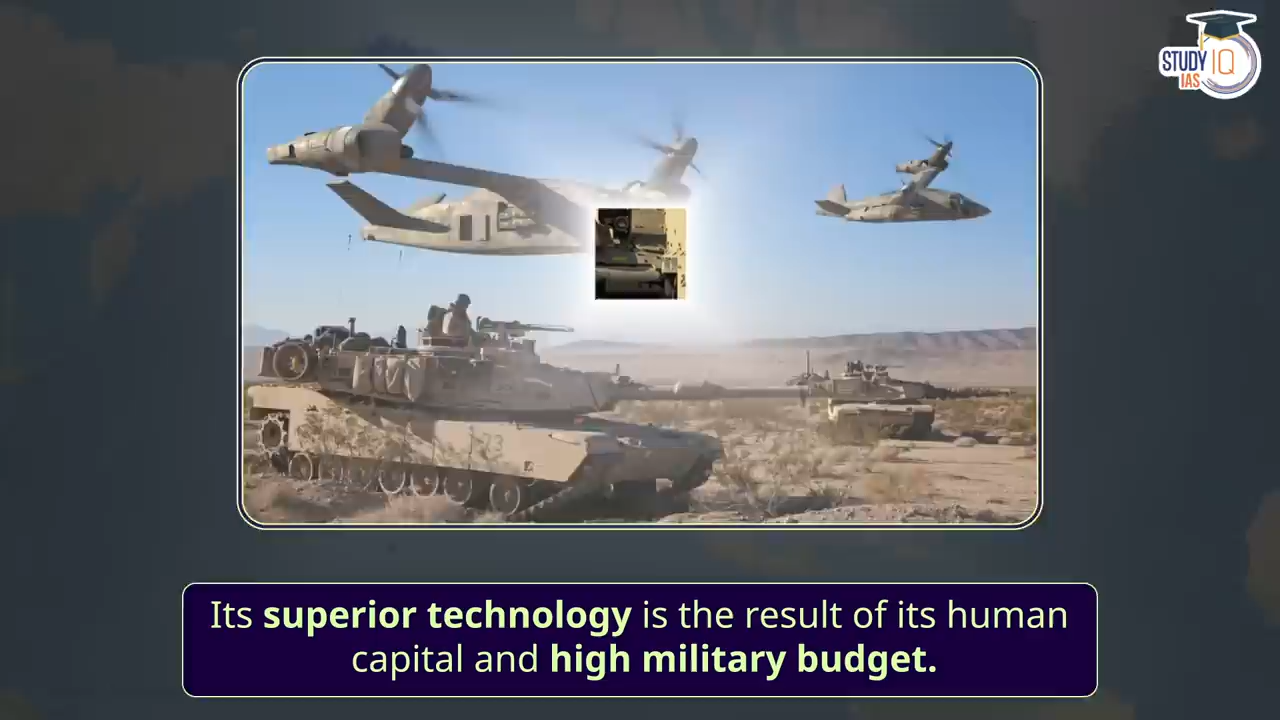 STUDY IQ
IAS
Its superior technology is the result of its human
capital and high military budget.